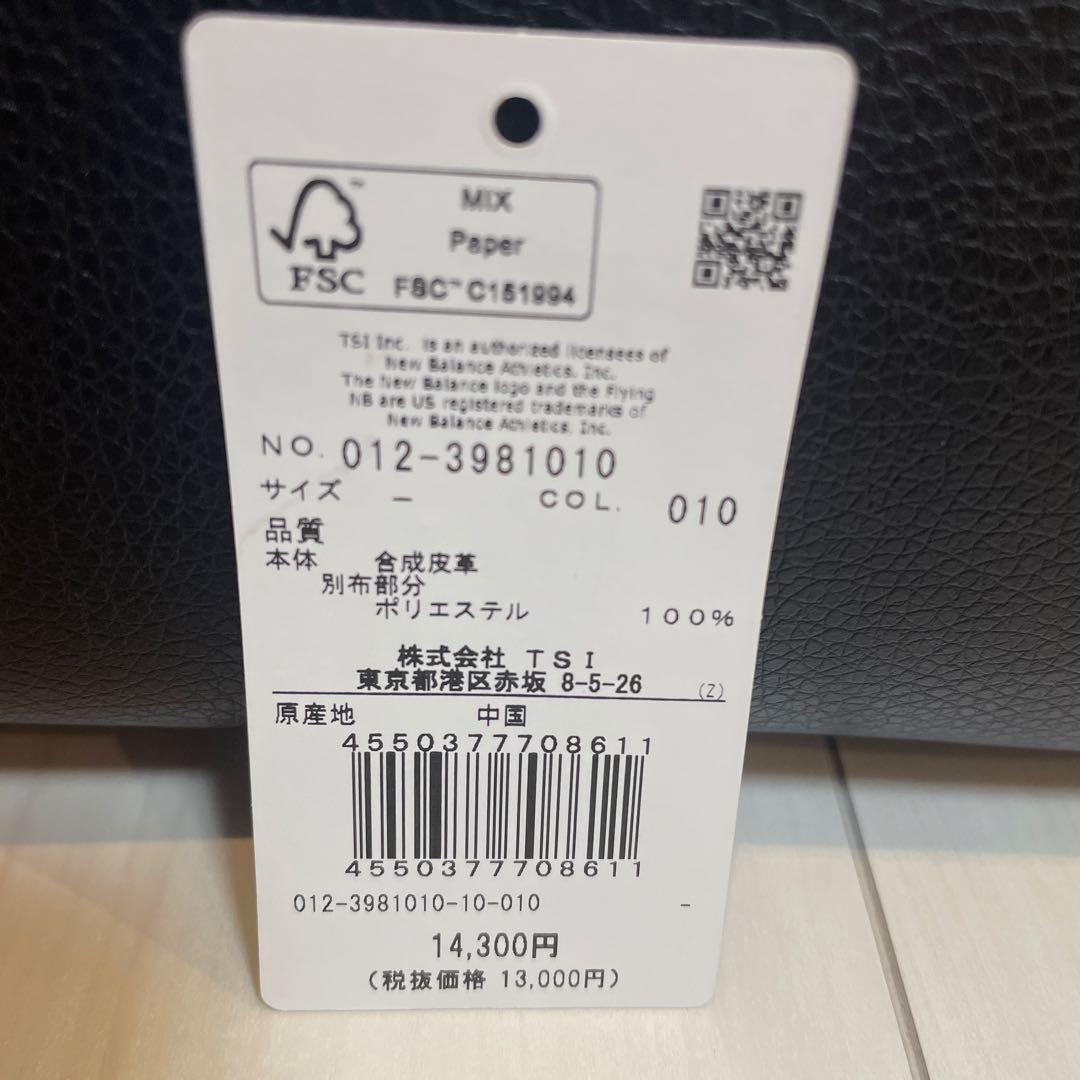 MIX
Paper
FSC
FSC™ C151994
TSI Inc. is an authorized licensees of
New Balance Athletics, Inc.
The New Balance logo and the Flying
NB are US registered trademarks of
New Balance Athletics, Inc.
NO. 012-3981010
サイズ - COL. 010
品質
本体 合成皮革
別布部分
ポリエステル 100%
株式会社 TSI
東京都港区赤坂 8-5-26 (Z)
原産地 中国
4550377708611
4550377708611
012-3981010-10-010 -
14,300円
(税抜価格 13,000円)